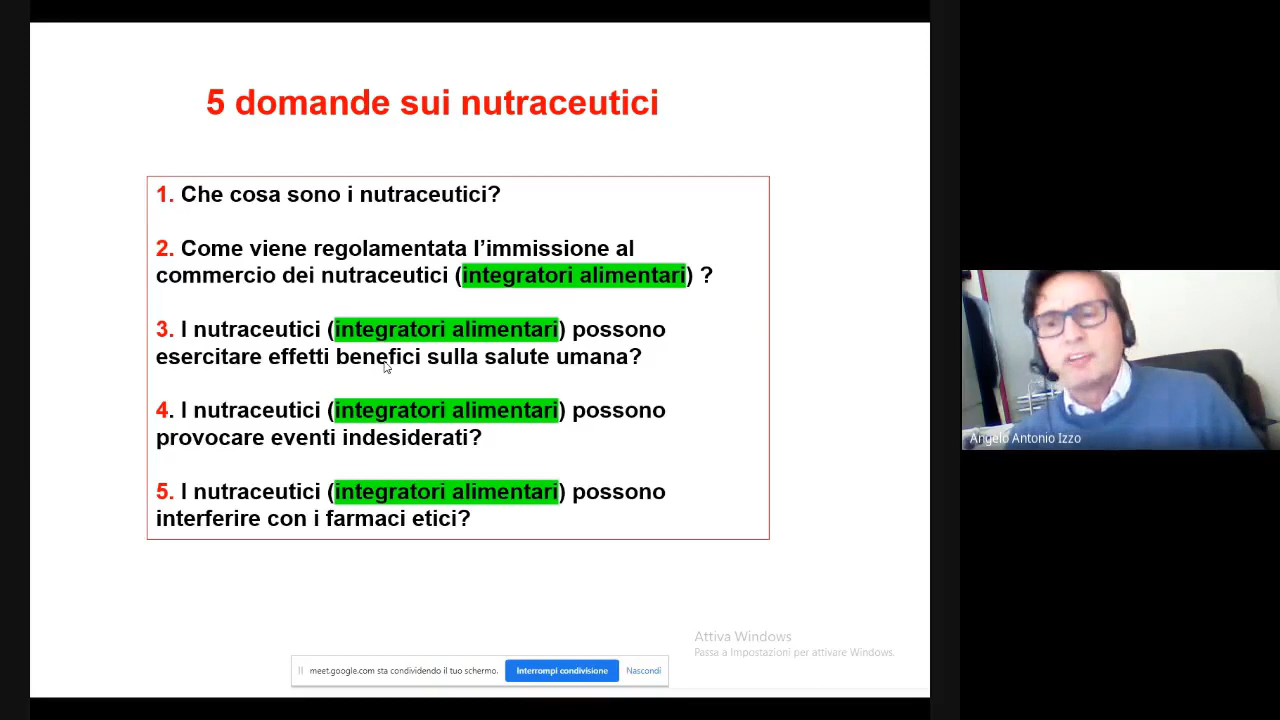 5 domande sui nutraceutici
1. Che cosa sono i nutraceutici?
2. Come viene regolamentata l’immissione al
commercio dei nutraceutici (integratori alimentari) ?
3. I nutraceutici (integratori alimentari) possono
esercitare effetti benefici sulla salute umana?
4. I nutraceutici (integratori alimentari) possono
provocare eventi indesiderati?
5. I nutraceutici (integratori alimentari) possono
interferire con i farmaci etici?
Angelo Antonio Izzo
Attiva Windows
Passa a Impostazioni per attivare Windows.
meet.google.com sta condividendo il tuo schermo.
Interrompi condivisione
Nascondi